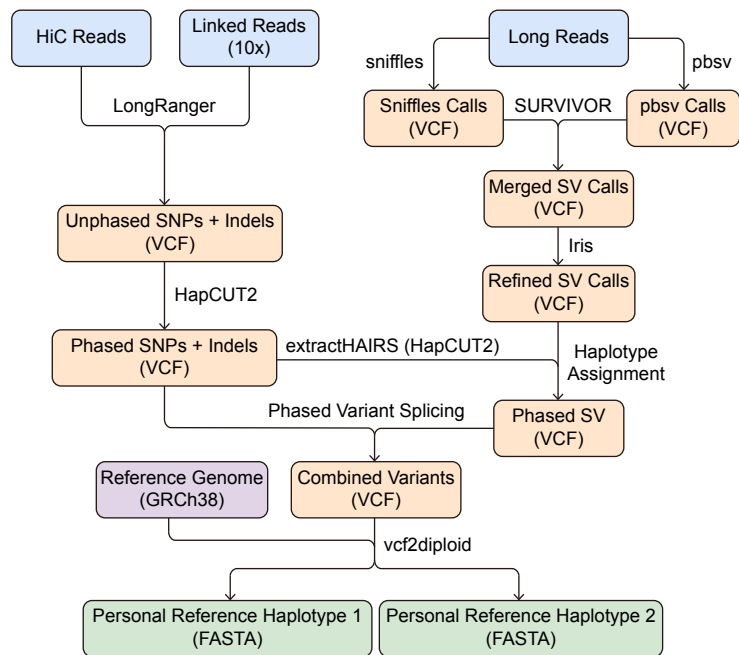 HiC Reads
Linked Reads
(10x)
Long Reads
sniffles
pbsv
LongRanger
Sniffles Calls
(VCF)
SURVIVOR
pbsv Calls
(VCF)
Merged SV Calls
(VCF)
Unphased SNPs + Indels
(VCF)
Iris
HapCUT2
Refined SV Calls
(VCF)
Phased SNPs + Indels
(VCF)
extractHAIRS (HapCUT2)
Haplotype
Assignment
Phased Variant Splicing
Phased SV
(VCF)
Reference Genome
(GRCh38)
Combined Variants
(VCF)
vcf2diploid
Personal Reference Haplotype 1
(FASTA)
Personal Reference Haplotype 2
(FASTA)